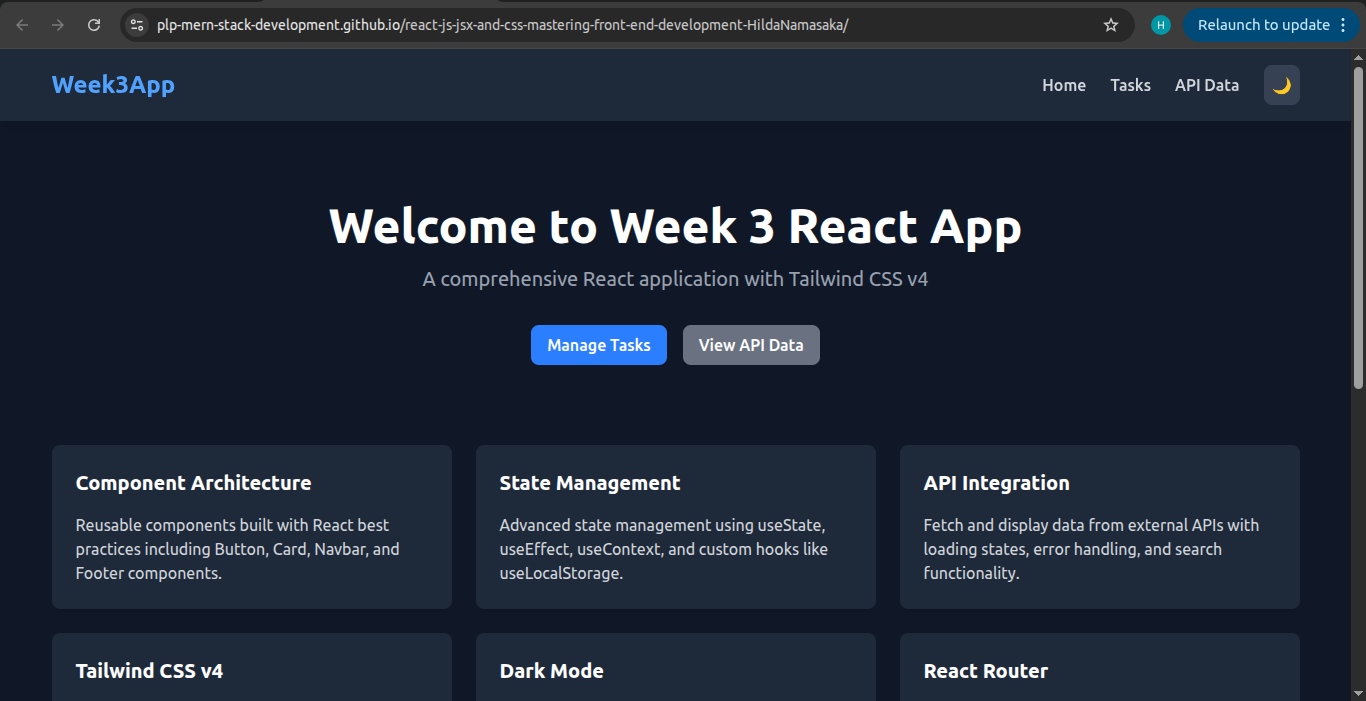 plp-mern-stack-development.github.io/react-js-jsx-and-css-mastering-front-end-development-HildaNamasaka/
H
Relaunch to update
Week3App
Home
Tasks
API Data
Welcome to Week 3 React App
A comprehensive React application with Tailwind CSS v4
Manage Tasks
View API Data
Component Architecture
Reusable components built with React best
practices including Button, Card, Navbar, and
Footer components.
State Management
Advanced state management using useState,
useEffect, useContext, and custom hooks like
useLocalStorage.
API Integration
Fetch and display data from external APIs with
loading states, error handling, and search
functionality.
Tailwind CSS v4
Dark Mode
React Router